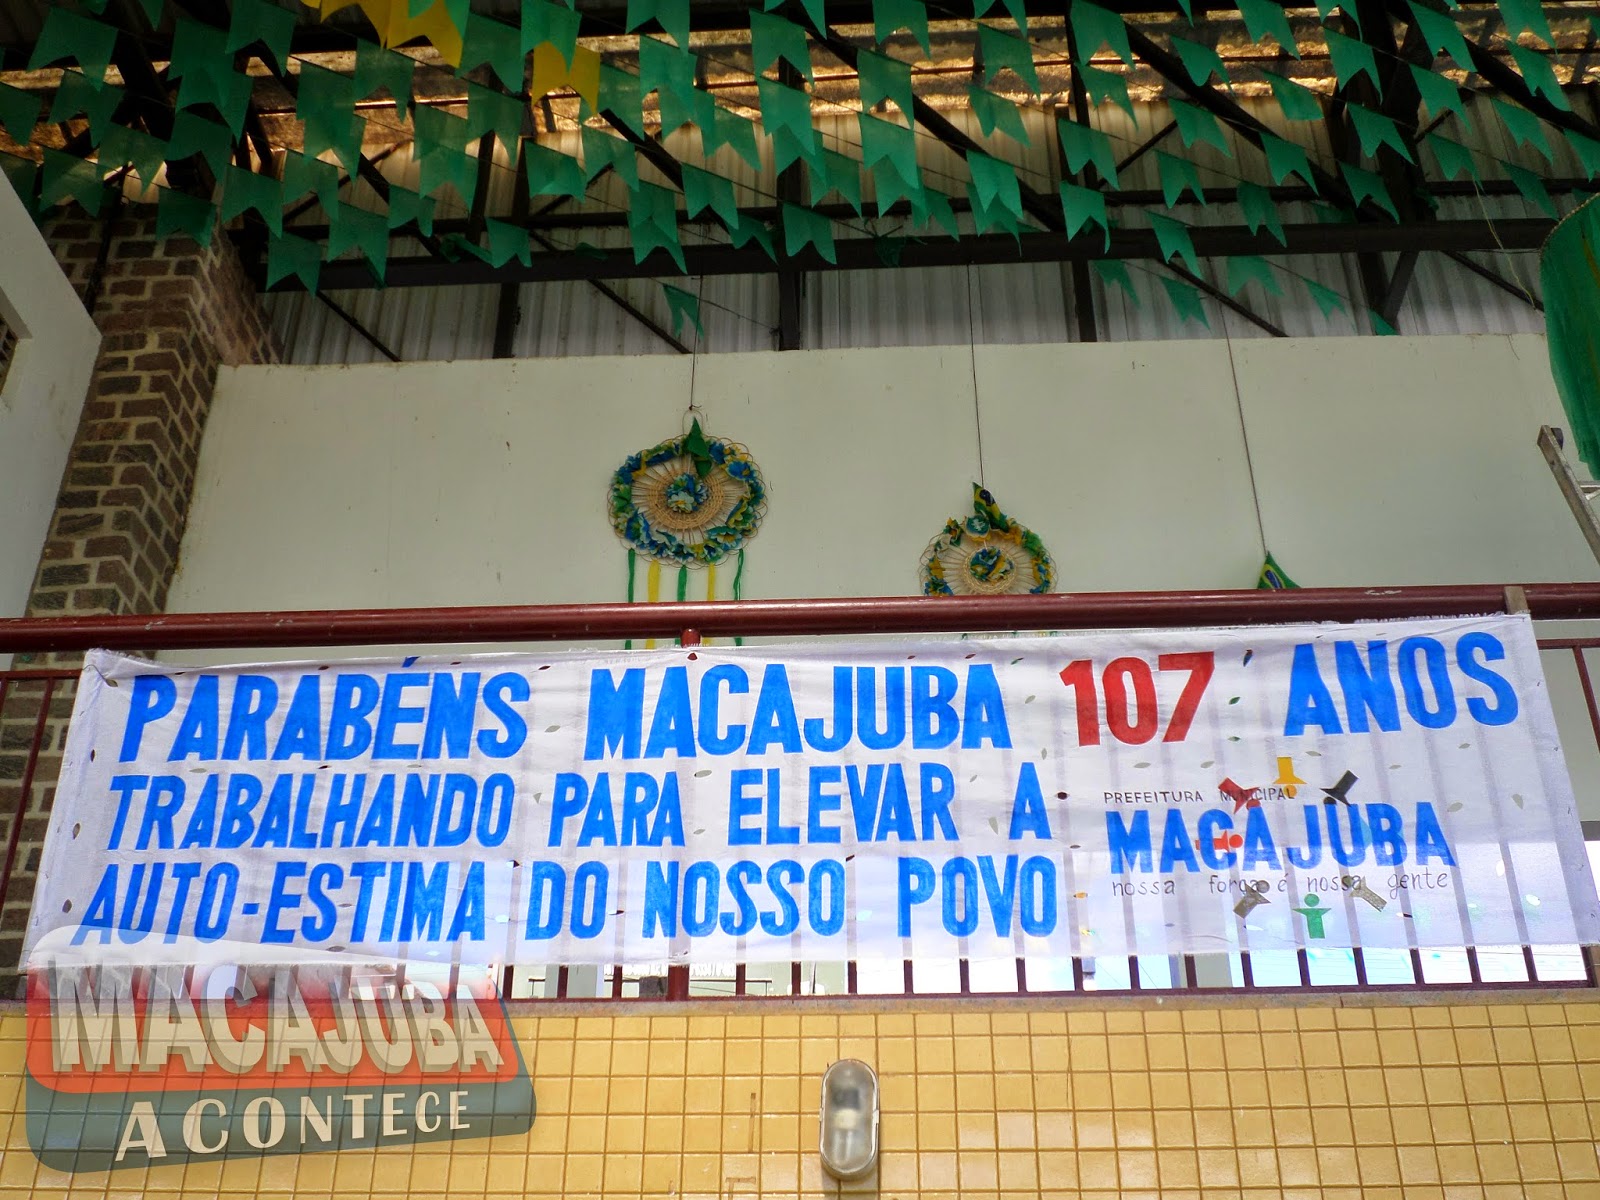 PARABÉNS MACAJUBA 107 ANOS
TRABALHANDO PARA ELEVAR A
AUTO-ESTIMA DO NOSSO POVO
PREFEITURA MUNICIPAL
MACAJUBA
nossa força é nossa gente
MACAJUBA
ACONTECE